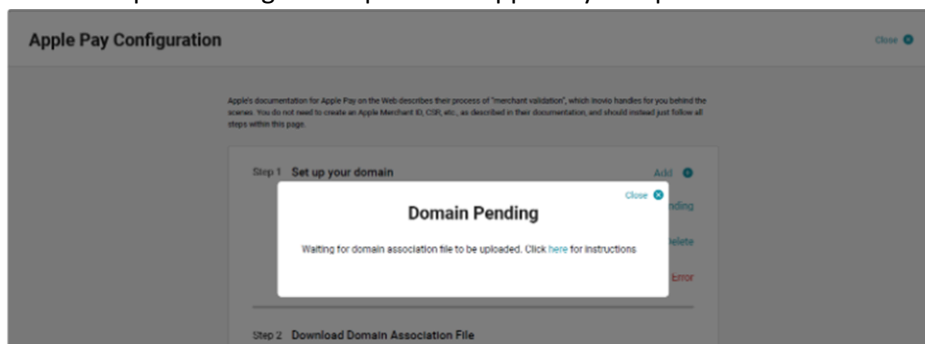 Apple Pay Configuration
Close
Apple's documentation for Apple Pay on the Web describes their process of "merchant validation", which Inovio handles for you behind the
scenes. You do not need to create an Apple Merchant ID, CSR, etc., as described in their documentation, and should instead just follow all
steps within this page.
Step 1 Set up your domain Add
Close
Domain Pending
Waiting for domain association file to be uploaded. Click here for instructions
Error
Step 2 Download Domain Association File